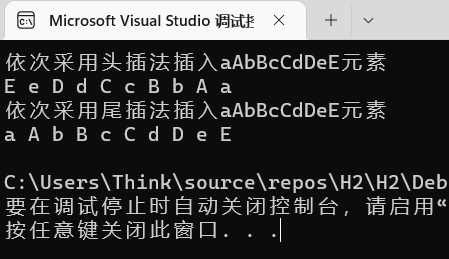 Microsoft Visual Studio 调试控
依次采用头插法插入aAbBcCdDeE元素
E e D d C c B b A a
依次采用尾插法插入aAbBcCdDeE元素
a A b B c C d D e E
C:\Users\Think\source\repos\H2\H2\Deb
要在调试停止时自动关闭控制台，请启用“
按任意键关闭此窗口. . .